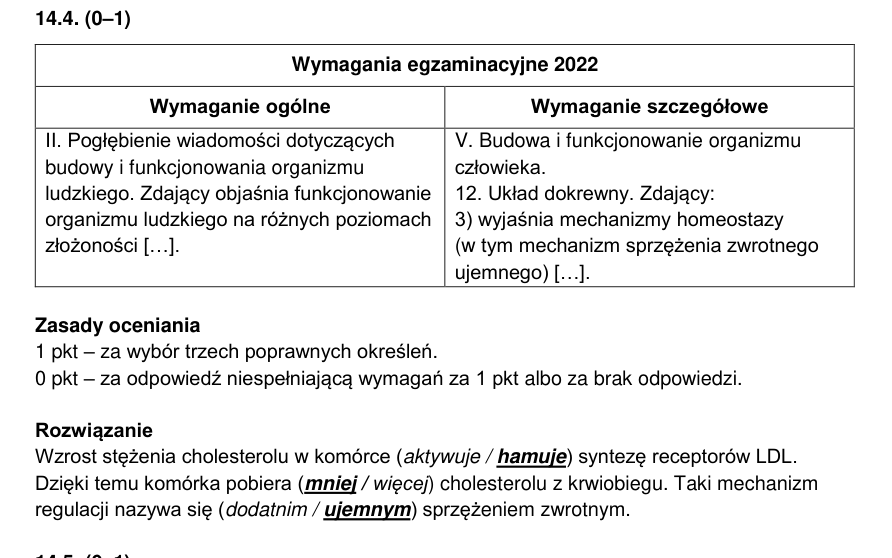 14.4. (0–1)
Wymagania egzaminacyjne 2022
Wymaganie ogólne
Wymaganie szczegółowe
II. Pogłębienie wiadomości dotyczących
budowy i funkcjonowania organizmu
ludzkiego. Zdający objaśnia funkcjonowanie
organizmu ludzkiego na różnych poziomach
złożoności […].
V. Budowa i funkcjonowanie organizmu
człowieka.
12. Układ dokrewny. Zdający:
3) wyjaśnia mechanizmy homeostazy
(w tym mechanizm sprzężenia zwrotnego
ujemnego) […].
Zasady oceniania
1 pkt – za wybór trzech poprawnych określeń.
0 pkt – za odpowiedź niespełniającą wymagań za 1 pkt albo za brak odpowiedzi.
Rozwiązanie
Wzrost stężenia cholesterolu w komórce (aktywuje / hamuje) syntezę receptorów LDL.
Dzięki temu komórka pobiera (mniej / więcej) cholesterolu z krwiobiegu. Taki mechanizm
regulacji nazywa się (dodatnim / ujemnym) sprzężeniem zwrotnym.